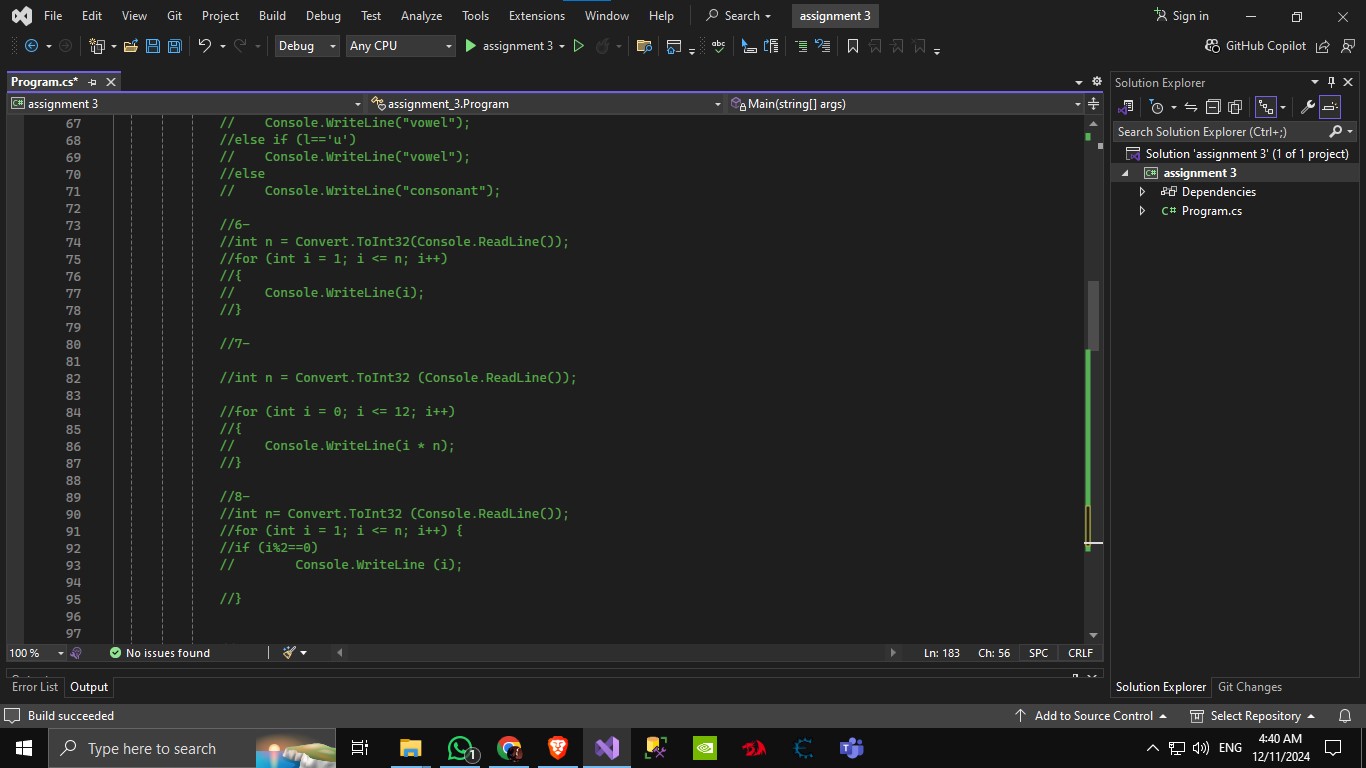 File Edit View Git Project Build Debug Test Analyze Tools Extensions Window Help Search assignment 3 Sign in
Debug Any CPU assignment 3 abc GitHub Copilot
Program.cs*
C# assignment 3 assignment_3.Program Main(string[] args)
67 // Console.WriteLine("vowel");
68 //else if (l=='u')
69 // Console.WriteLine("vowel");
70 //else
71 // Console.WriteLine("consonant");
72
73 //6-
74 //int n = Convert.ToInt32(Console.ReadLine());
75 //for (int i = 1; i <= n; i++)
76 //{
77 // Console.WriteLine(i);
78 //}
79
80 //7-
81
82 //int n = Convert.ToInt32 (Console.ReadLine());
83
84 //for (int i = 0; i <= 12; i++)
85 //{
86 // Console.WriteLine(i * n);
87 //}
88
89 //8-
90 //int n= Convert.ToInt32 (Console.ReadLine());
91 //for (int i = 1; i <= n; i++) {
92 //if (i%2==0)
93 // Console.WriteLine (i);
94
95 //}
96
97
100 % No issues found Ln: 183 Ch: 56 SPC CRLF
Error List Output
Solution Explorer
Search Solution Explorer (Ctrl+;)
Solution 'assignment 3' (1 of 1 project)
C# assignment 3
Dependencies
C# Program.cs
Solution Explorer Git Changes
Build succeeded Add to Source Control Select Repository
Type here to search 1 ENG 4:40 AM
12/11/2024